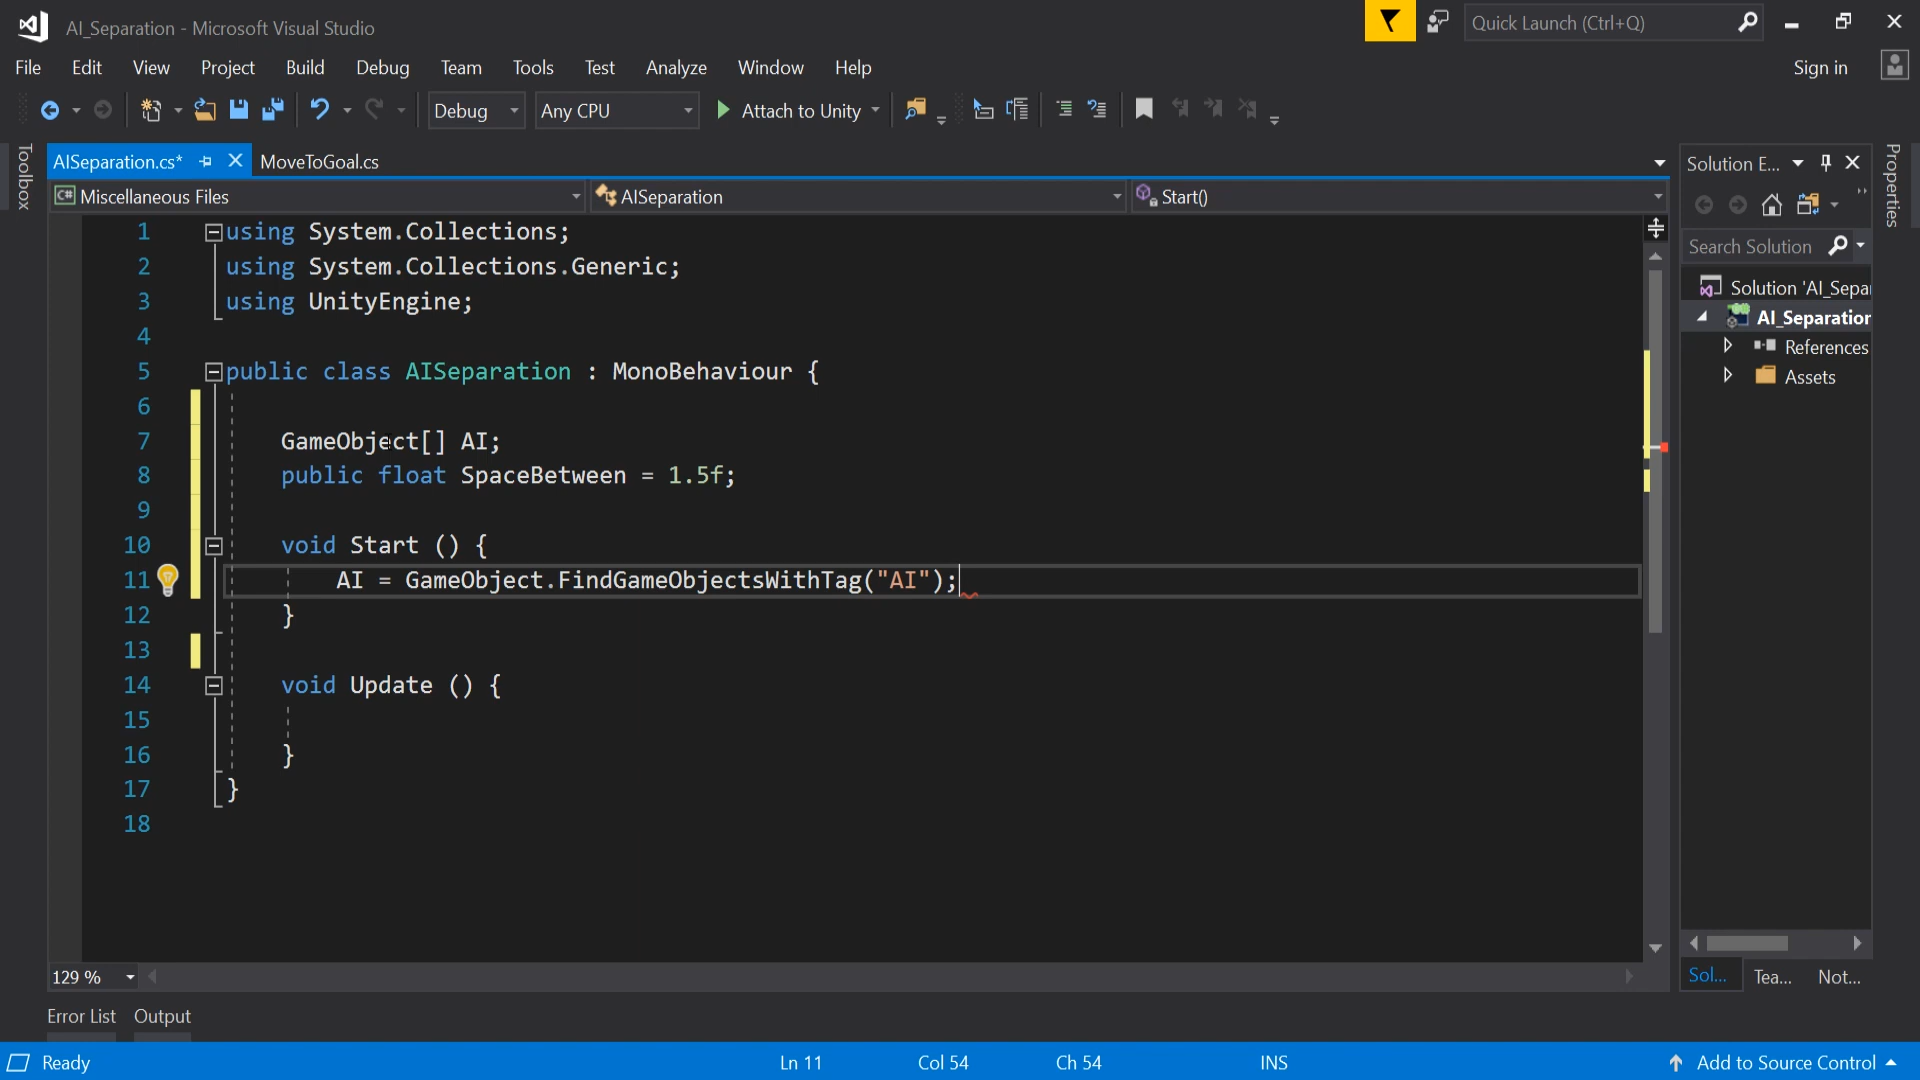 AI_Separation - Microsoft Visual Studio
Quick Launch (Ctrl+Q)
File Edit View Project Build Debug Team Tools Test Analyze Window Help
Sign in
Debug Any CPU Attach to Unity
Toolbox
AISeparation.cs* MoveToGoal.cs
Solution E...
Properties
Miscellaneous Files AISeparation Start()
Search Solution
1 using System.Collections;
2 using System.Collections.Generic;
3 using UnityEngine;
4
5 public class AISeparation : MonoBehaviour {
6
7 GameObject[] AI;
8 public float SpaceBetween = 1.5f;
9
10 void Start () {
11 AI = GameObject.FindGameObjectsWithTag("AI");
12 }
13
14 void Update () {
15
16 }
17 }
18
Solution 'AI_Sepa
AI_Separation
References
Assets
129 %
Sol... Tea... Not...
Error List Output
Ready Ln 11 Col 54 Ch 54 INS Add to Source Control